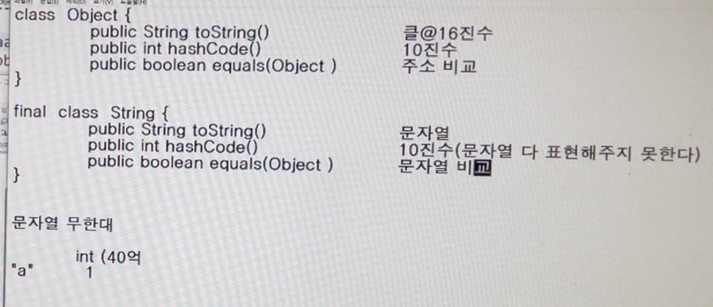 class Object {
public String toString() 클@16진수
public int hashCode() 10진수
public boolean equals(Object ) 주소 비교
}
final class String {
public String toString() 문자열
public int hashCode() 10진수(문자열 다 표현해주지 못한다)
public boolean equals(Object ) 문자열 비교
}
문자열 무한대
int (40억
"a" 1